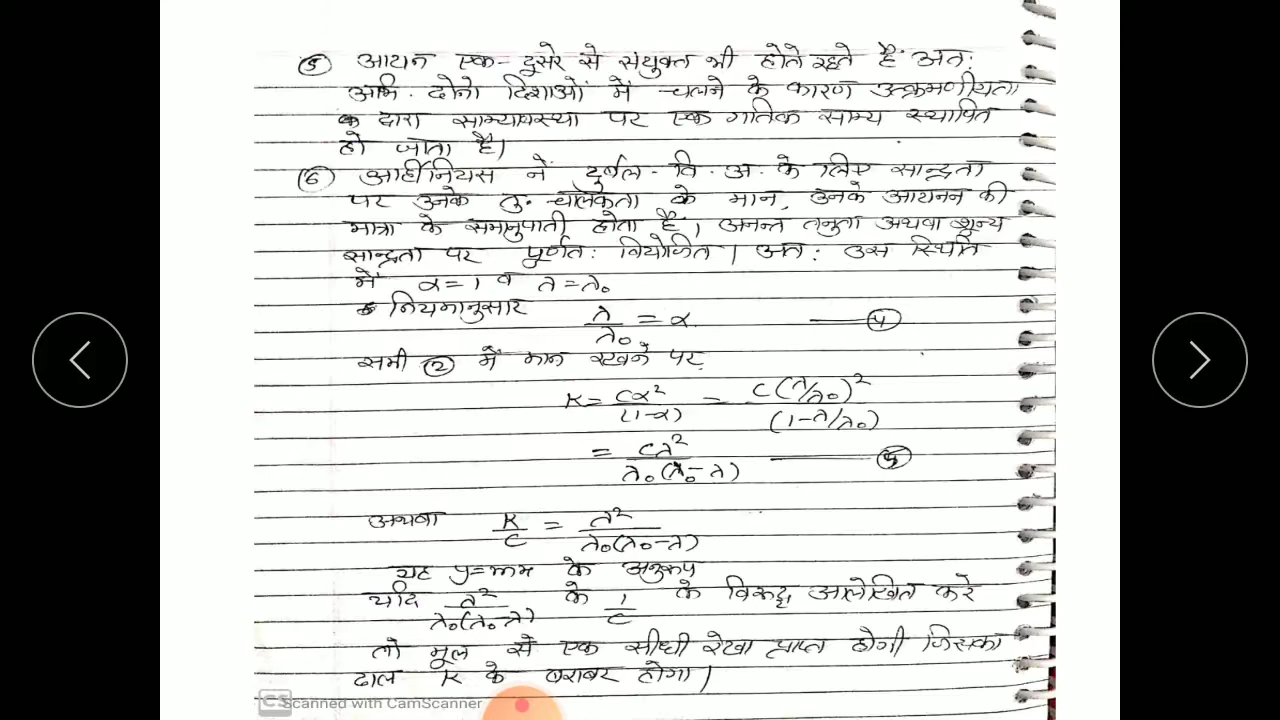 ⑤ आयन एक-दूसरे से संयुक्त भी होते रहते हैं अत:
अभि. दोनो दिशाओं में चलने के कारण उत्क्रमणीयता
के द्वारा साम्यावस्था पर एक गतिक साम्य स्थापित
हो जाता है।
⑥ आर्हीनियस ने दुर्बल-वि.अ. के लिए सान्द्रता
पर उनके तु. चालकता के मान, उनके आयनन की
मात्रा के समानुपाती होता है, अनन्त तनुता अथवा शून्य
सान्द्रता पर पूर्णत: वियोजित। अत: उस स्थिति
में α=1 व λ=λ₀
नियमानुसार
λ/λ₀ = α —④
समी ② में मान रखने पर
K = Cα²/(1-α) = C(λ/λ₀)²/(1-λ/λ₀)
= Cλ²/λ₀(λ₀-λ) —⑤
अथवा K/C = λ²/λ₀(λ₀-λ)
यह y=mx के अनुरूप
यदि λ²/λ₀(λ₀-λ) के 1/C के विरूद्ध आलेखित करे
तो मूल से एक सीधी रेखा प्राप्त होगी जिसका
ढाल K के बराबर होगा।
CS Scanned with CamScanner